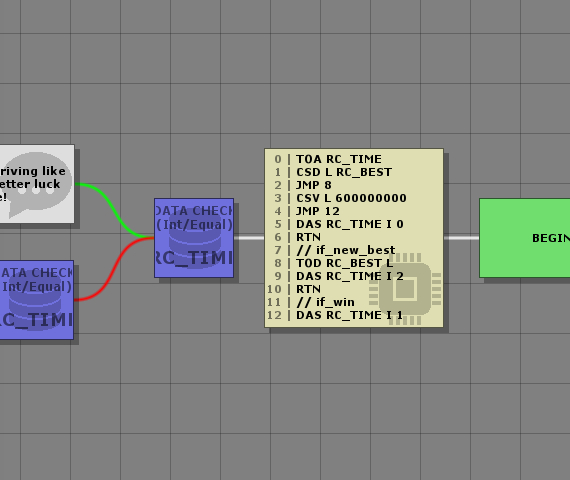 riving like
etter luck
e!
DATA CHECK
(Int/Equal)
RC_TIM
ATA CHECK
Int/Equal)
RC_TIM
0 | TOA RC_TIME
1 | CSD L RC_BEST
2 | JMP 8
3 | CSV L 600000000
4 | JMP 12
5 | DAS RC_TIME I 0
6 | RTN
7 | // if_new_best
8 | TOD RC_BEST L
9 | DAS RC_TIME I 2
10 | RTN
11 | // if_win
12 | DAS RC_TIME I 1
BEGIN